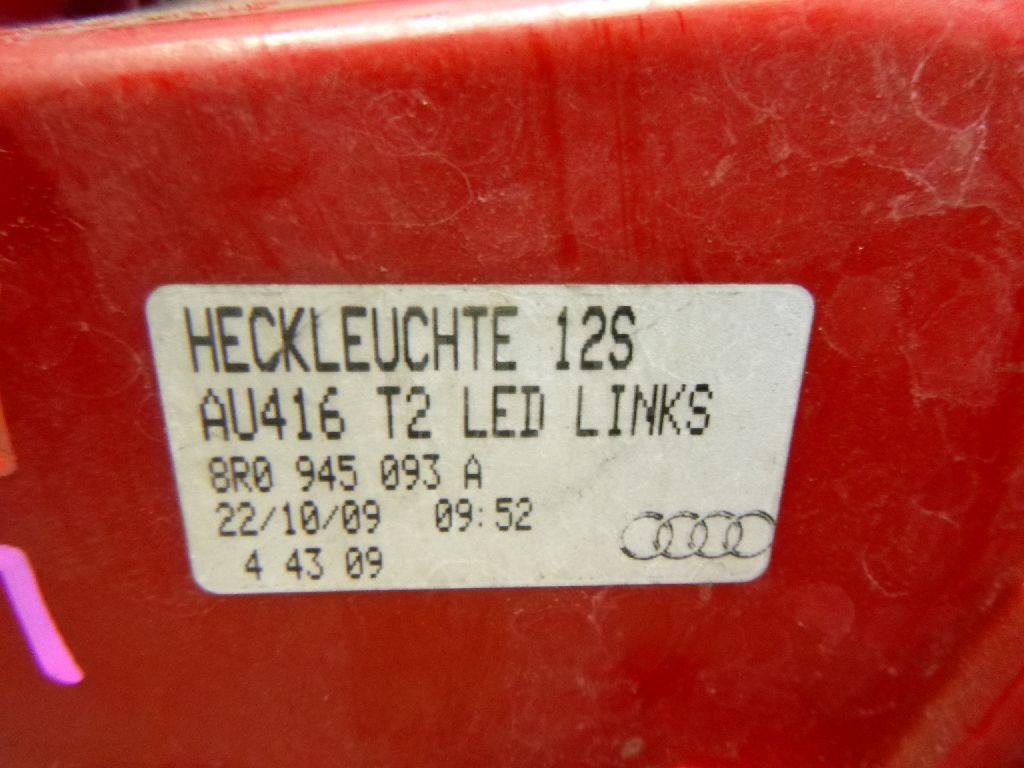 HECKLEUCHTE 12S
AU416 T2 LED LINKS
8R0 945 093 A
22/10/09 09:52
4 43 09